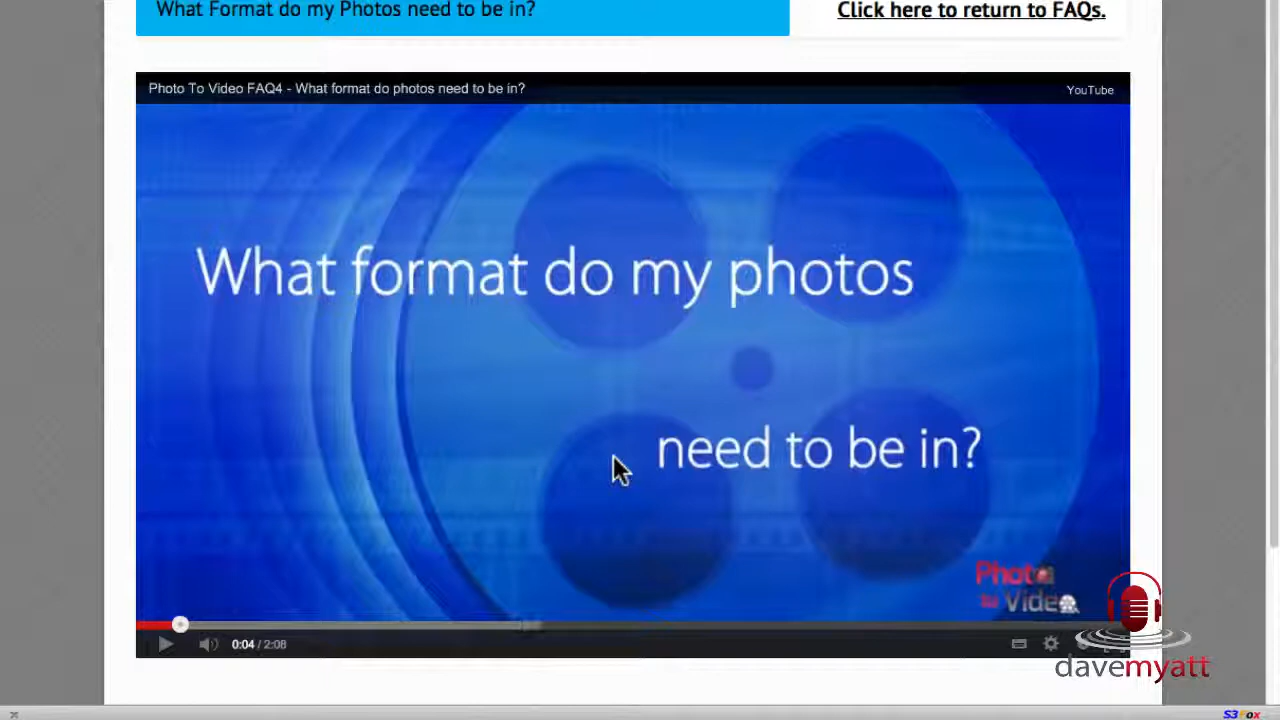 What Format do my Photos need to be in?
Click here to return to FAQs.
Photo To Video FAQ4 - What format do photos need to be in?
YouTube
What format do my photos
need to be in?
Photo
to Video
0:04 / 2:08
davemyatt
S3Fox